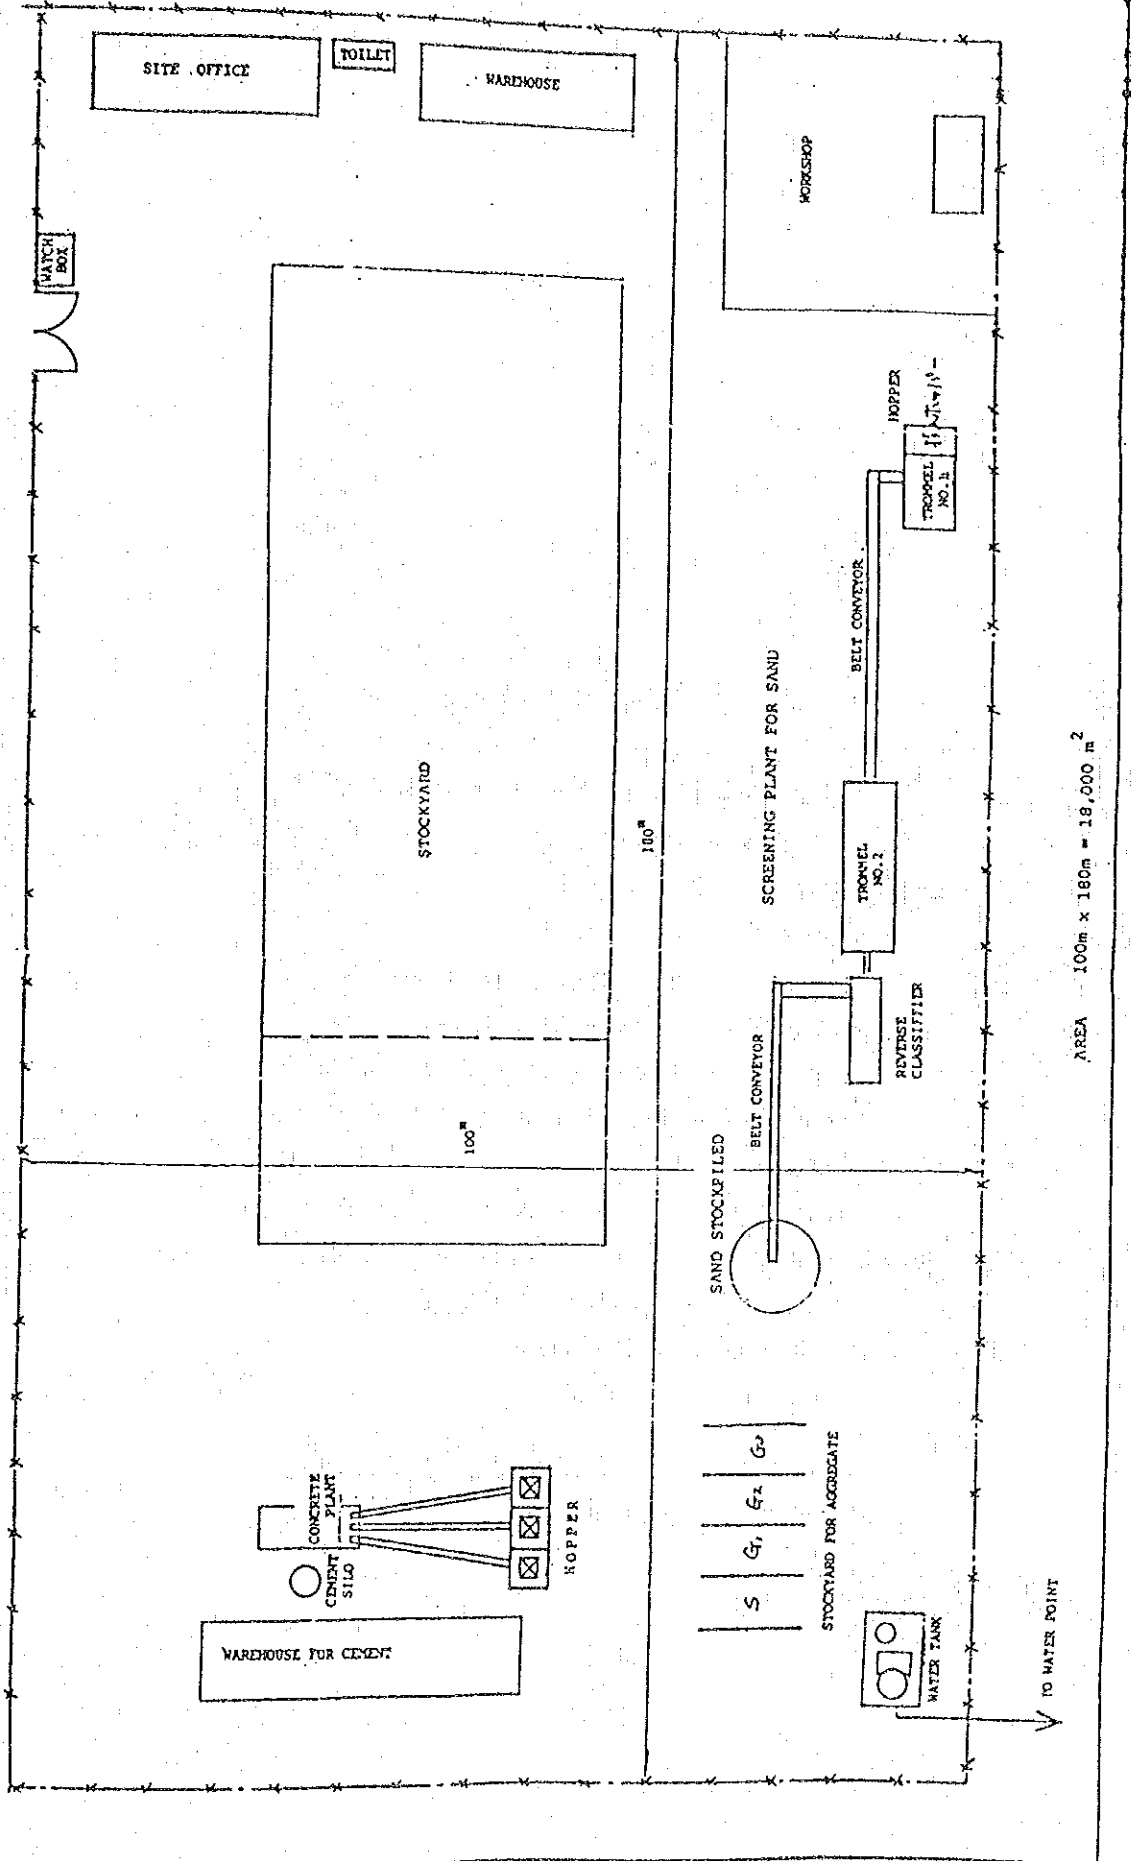 SITE OFFICE
TOILET
WAREHOUSE
WATCH
BOX
WORKSHOP
HOPPER
TROMMEL
NO.1
BELT CONVEYOR
SCREENING PLANT FOR SAND
STOCKYARD
180m
TROMMEL
NO.2
REVERSE
CLASSIFFIER
BELT CONVEYOR
100m
SAND STOCKPILED
CONCRETE
PLANT
CEMENT
SILO
HOPPER
WAREHOUSE FOR CEMENT
S G1 G2 G3
STOCKYARD FOR AGGREGATE
WATER TANK
TO WATER POINT
AREA - 100m x 180m = 18,000 m²